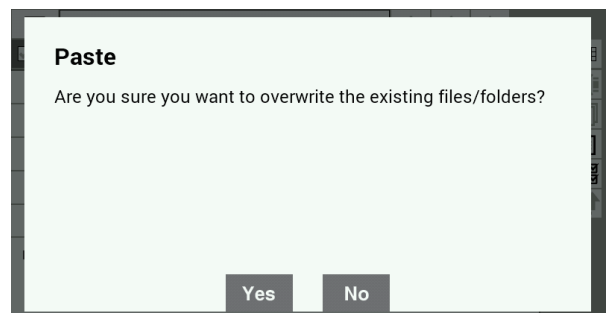 Paste
Are you sure you want to overwrite the existing files/folders?
Yes No